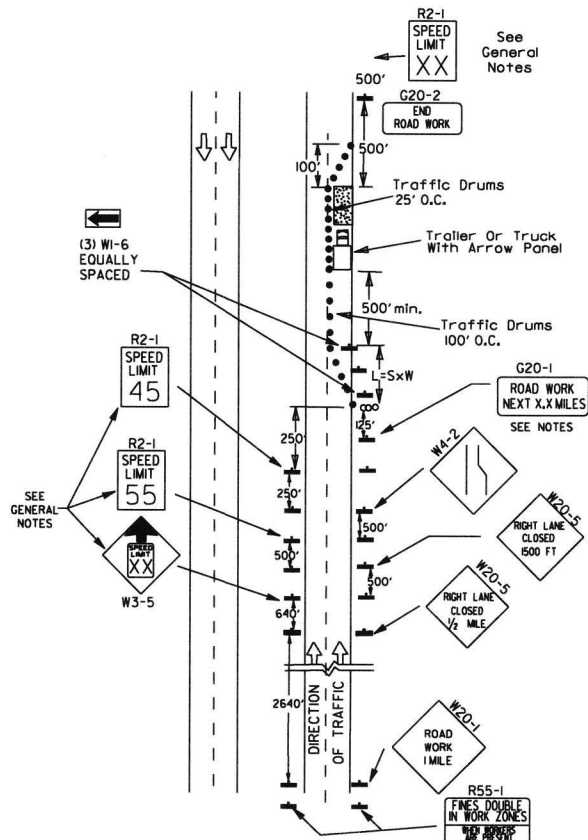 R2-1
SPEED
LIMIT
XX
See
General
Notes
500'
G20-2
END
ROAD WORK
100'
500'
Traffic Drums
25' O.C.
(3) W1-6
EQUALLY
SPACED
Trailer Or Truck
With Arrow Panel
500' min.
Traffic Drums
100' O.C.
R2-1
SPEED
LIMIT
45
L=SxW
G20-1
ROAD WORK
NEXT X.X MILES
SEE NOTES
125'
250'
W4-2
R2-1
SPEED
LIMIT
55
250'
SEE
GENERAL
NOTES
500'
500'
W20-5
RIGHT LANE
CLOSED
1500 FT
SPEED
LIMIT
XX
W3-5
500'
W20-5
RIGHT LANE
CLOSED
1/2 MILE
640'
2640'
DIRECTION
OF TRAFFIC
W20-1
ROAD
WORK
1 MILE
R55-1
FINES DOUBLE
IN WORK ZONES
WHEN WORKERS
ARE PRESENT